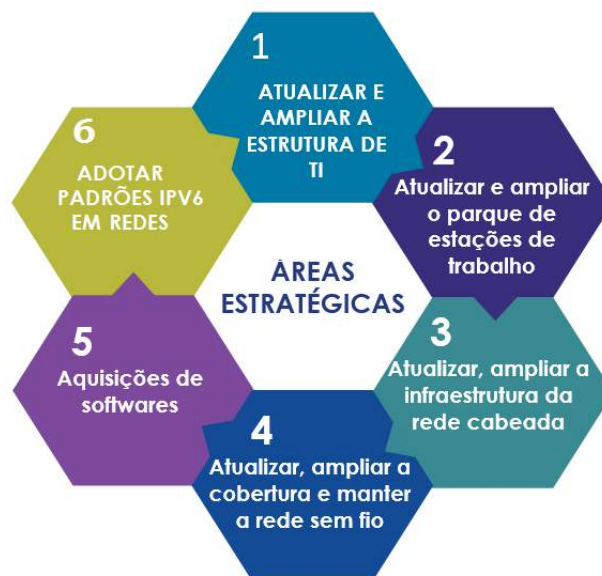 1
ATUALIZAR E
AMPLIAR A
ESTRUTURA DE
TI
2
Atualizar e ampliar
o parque de
estações de
trabalho
3
Atualizar, ampliar a
infraestrutura da
rede cabeada
4
Atualizar, ampliar a
cobertura e manter
a rede sem fio
5
Aquisições de
softwares
6
ADOTAR
PADRÕES IPV6
EM REDES
ÁREAS
ESTRATÉGICAS